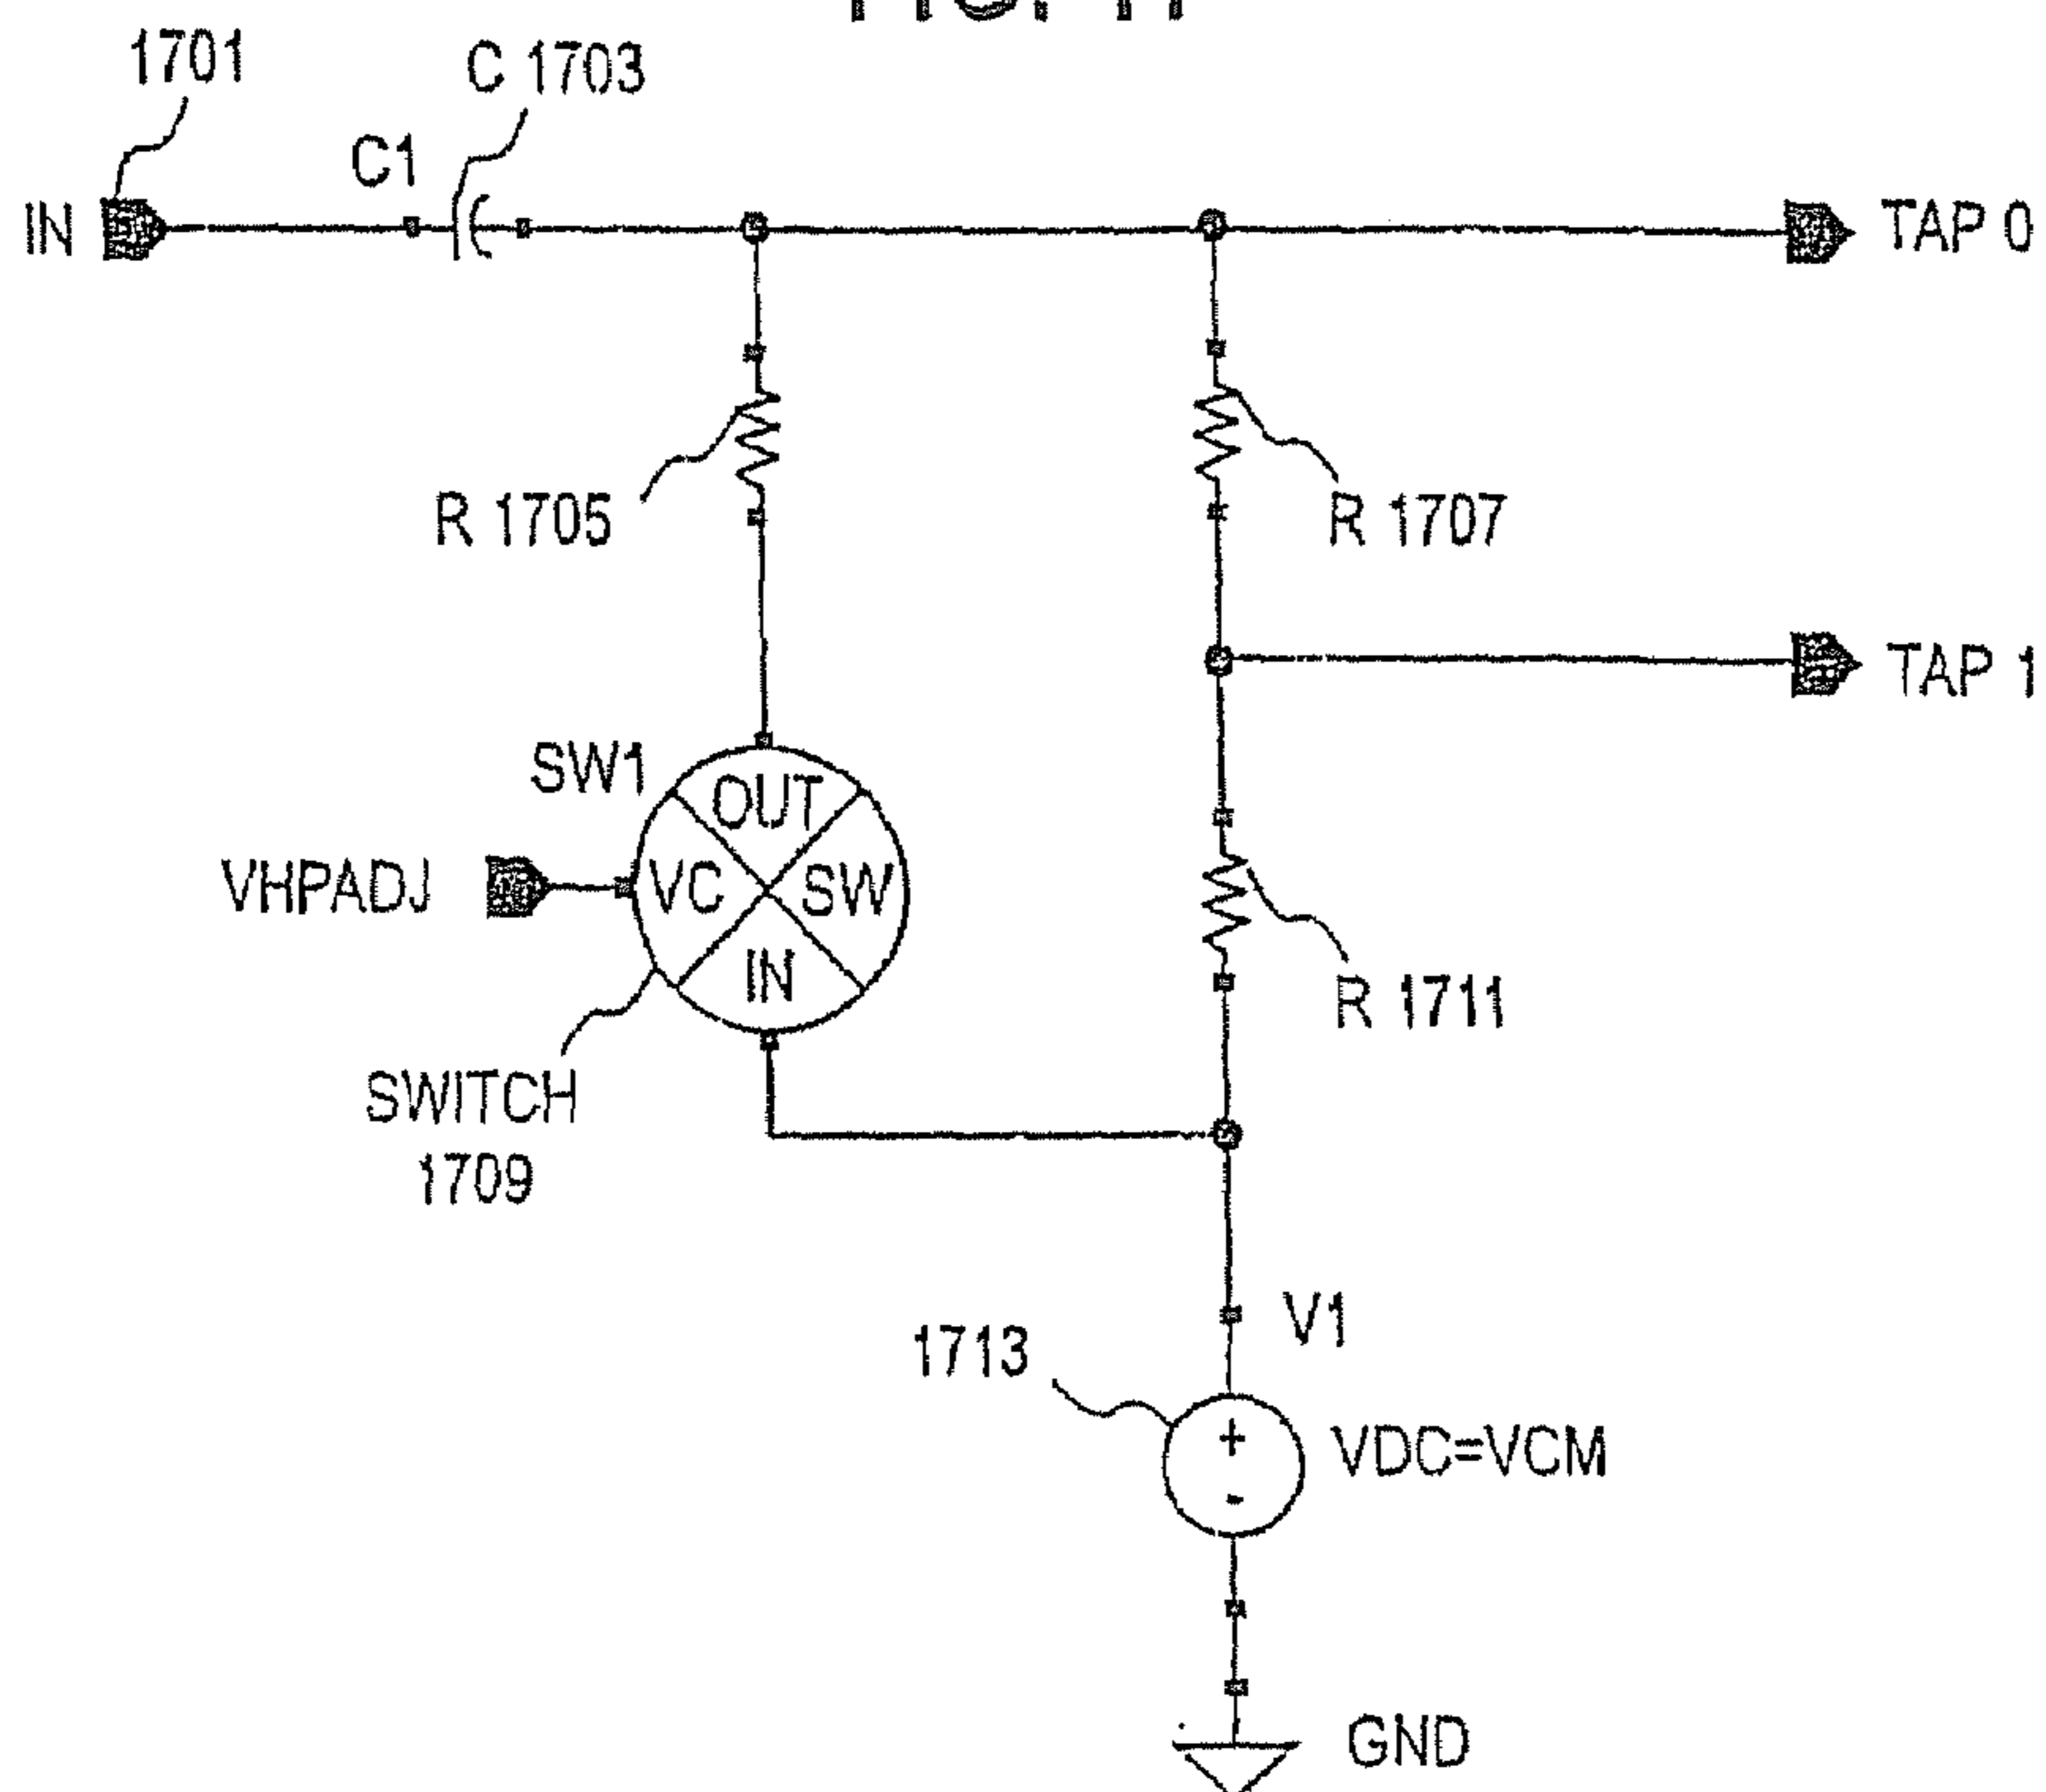 1701
C 1703
C1
IN
TAP 0
R 1705
R 1707
TAP 1
SW1
OUT
VHPADJ
VC
SW
IN
R 1711
SWITCH
1709
V1
1713
+
VDC=VCM
-
GND